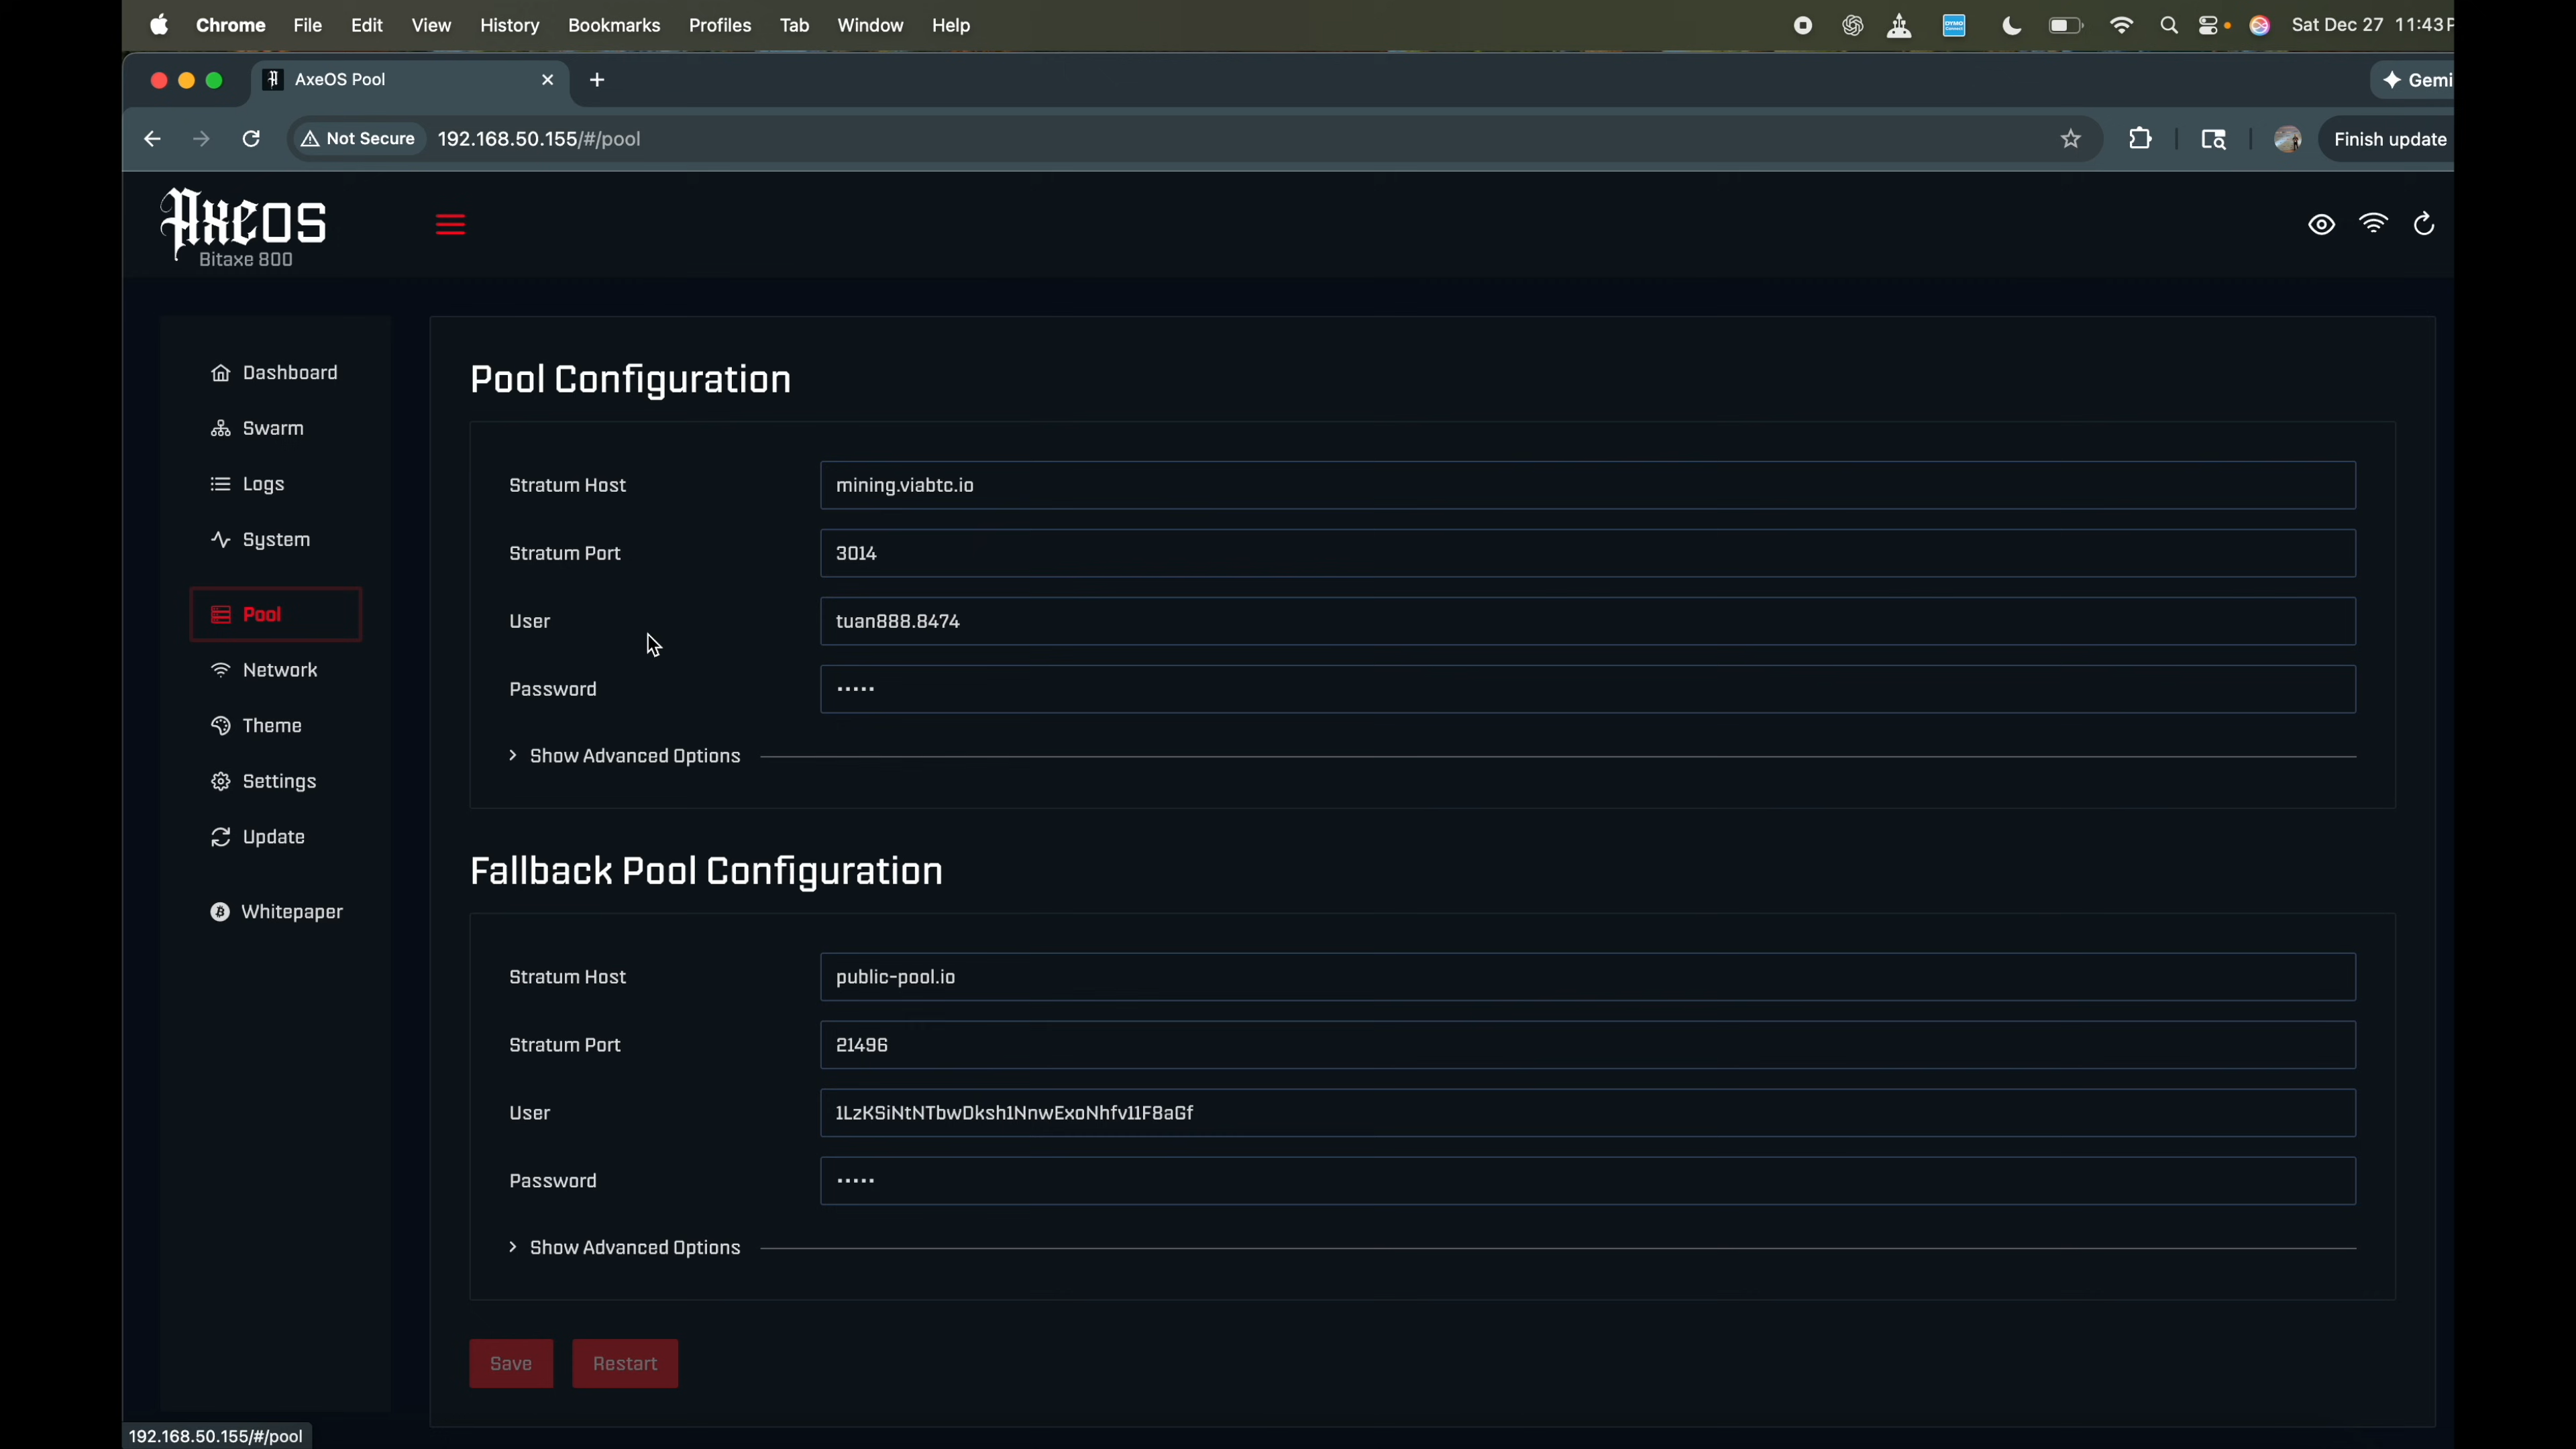 Chrome File Edit View History Bookmarks Profiles Tab Window Help Sat Dec 27 11:43P
AxeOS Pool
Gemi
Not Secure 192.168.50.155/#/pool Finish update
AxeOS
Bitaxe 800
Dashboard
Swarm
Logs
System
Pool
Network
Theme
Settings
Update
Whitepaper
Pool Configuration
Stratum Host mining.viabtc.io
Stratum Port 3014
User tuan888.8474
Password •••••
Show Advanced Options
Fallback Pool Configuration
Stratum Host public-pool.io
Stratum Port 21496
User 1LzKSiNtNTbwDksh1NnwExoNhfv11F8aGf
Password •••••
Show Advanced Options
Save Restart
192.168.50.155/#/pool